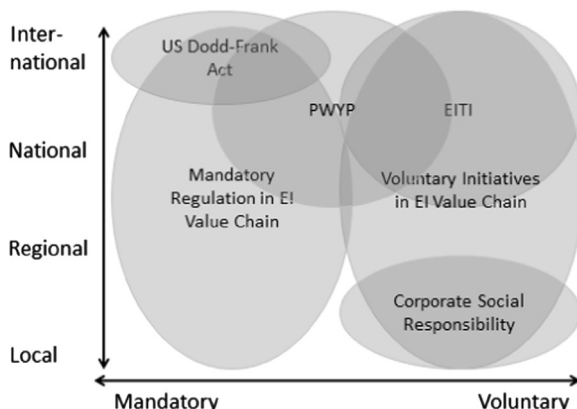 Inter-
national
US Dodd-Frank
Act
PWYP
EITI
National
Mandatory
Regulation in EI
Value Chain
Voluntary Initiatives
in EI Value Chain
Regional
Corporate Social
Responsibility
Local
Mandatory
Voluntary